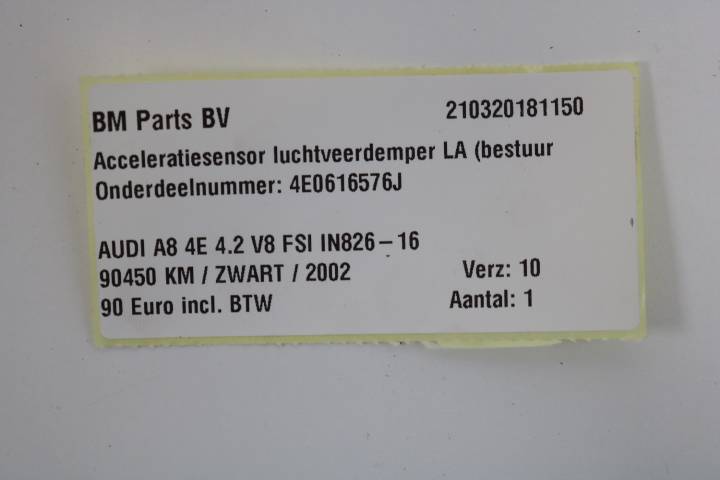 BM Parts BV 210320181150
Acceleratiesensor luchtveerdemper LA (bestuur
Onderdeelnummer: 4E0616576J
AUDI A8 4E 4.2 V8 FSI IN826-16
90450 KM / ZWART / 2002 Verz: 10
90 Euro incl. BTW Aantal: 1